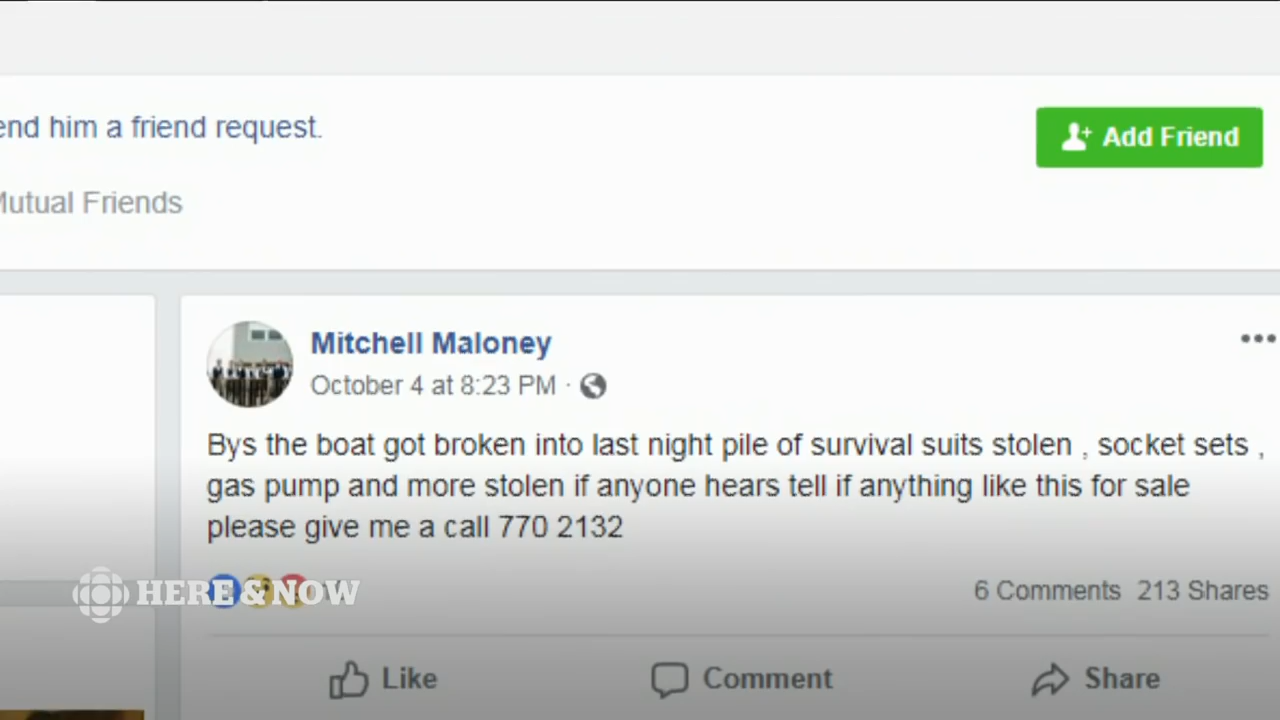 end him a friend request.
Add Friend
Mutual Friends
Mitchell Maloney
October 4 at 8:23 PM ·
Bys the boat got broken into last night pile of survival suits stolen , socket sets ,
gas pump and more stolen if anyone hears tell if anything like this for sale
please give me a call 770 2132
HERE & NOW
6 Comments 213 Shares
Like
Comment
Share